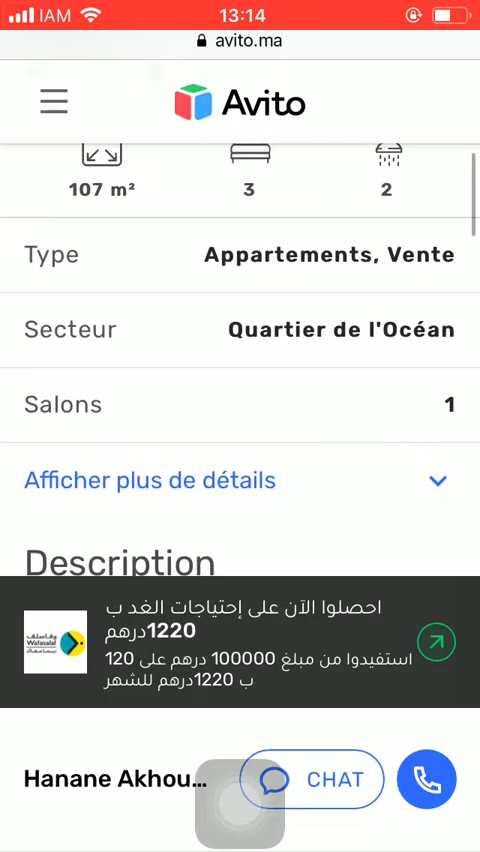 IAM 13:14
avito.ma
Avito
107 m² 3 2
Type Appartements, Vente
Secteur Quartier de l'Océan
Salons 1
Afficher plus de détails
Description
احصلوا الآن على إحتياجات الغد ب
1220درهم
استفيدوا من مبلغ 100000 درهم على 120
ب 1220درهم للشهر
وفاسلف
Wafasalaf
Hanane Akhou... CHAT